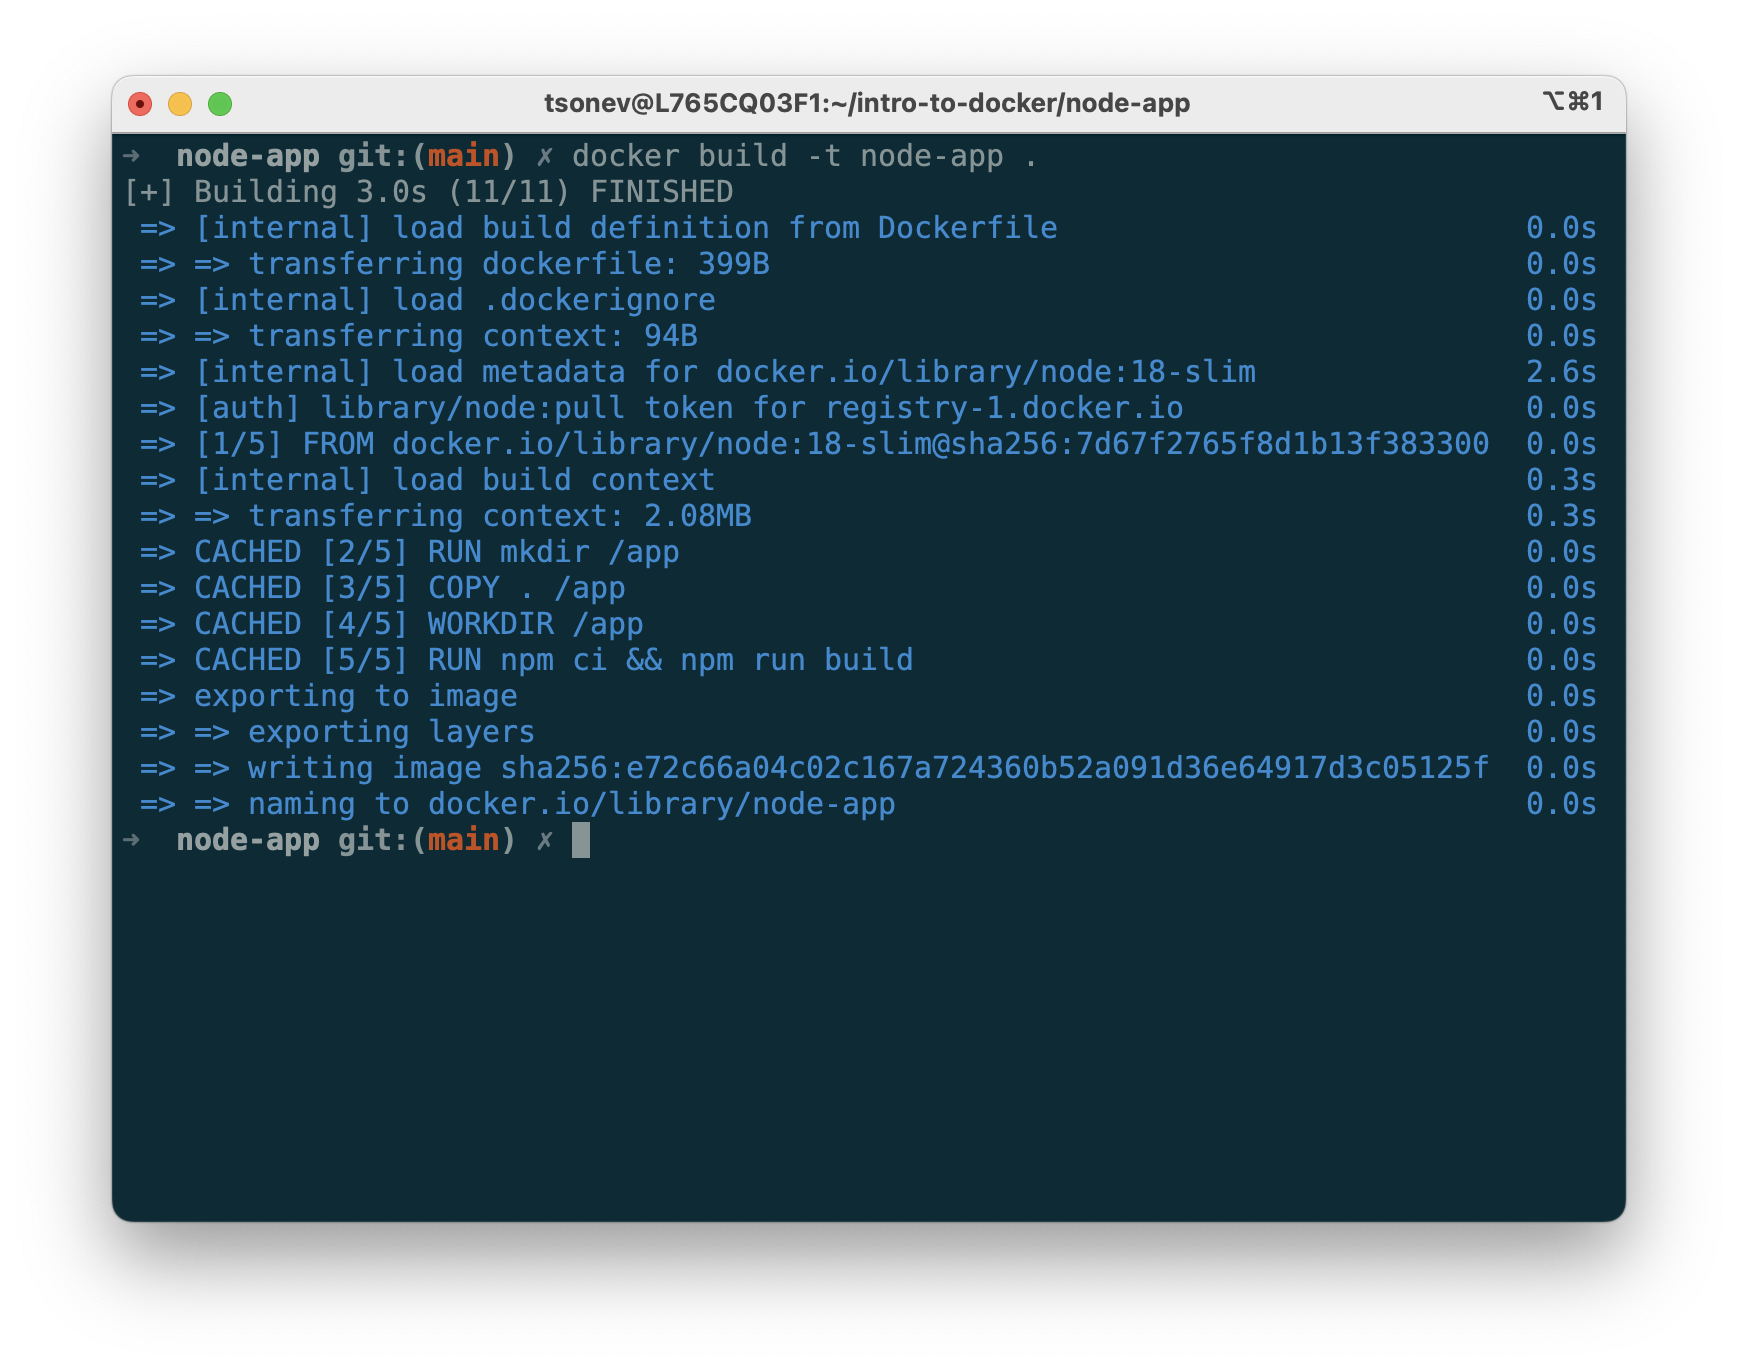 tsonev@L765CQ03F1:~/intro-to-docker/node-app ⌥⌘1
➜  node-app git:(main) ✗ docker build -t node-app .
[+] Building 3.0s (11/11) FINISHED
=> [internal] load build definition from Dockerfile 0.0s
=> => transferring dockerfile: 399B 0.0s
=> [internal] load .dockerignore 0.0s
=> => transferring context: 94B 0.0s
=> [internal] load metadata for docker.io/library/node:18-slim 2.6s
=> [auth] library/node:pull token for registry-1.docker.io 0.0s
=> [1/5] FROM docker.io/library/node:18-slim@sha256:7d67f2765f8d1b13f383300 0.0s
=> [internal] load build context 0.3s
=> => transferring context: 2.08MB 0.3s
=> CACHED [2/5] RUN mkdir /app 0.0s
=> CACHED [3/5] COPY . /app 0.0s
=> CACHED [4/5] WORKDIR /app 0.0s
=> CACHED [5/5] RUN npm ci && npm run build 0.0s
=> exporting to image 0.0s
=> => exporting layers 0.0s
=> => writing image sha256:e72c66a04c02c167a724360b52a091d36e64917d3c05125f 0.0s
=> => naming to docker.io/library/node-app 0.0s
➜  node-app git:(main) ✗